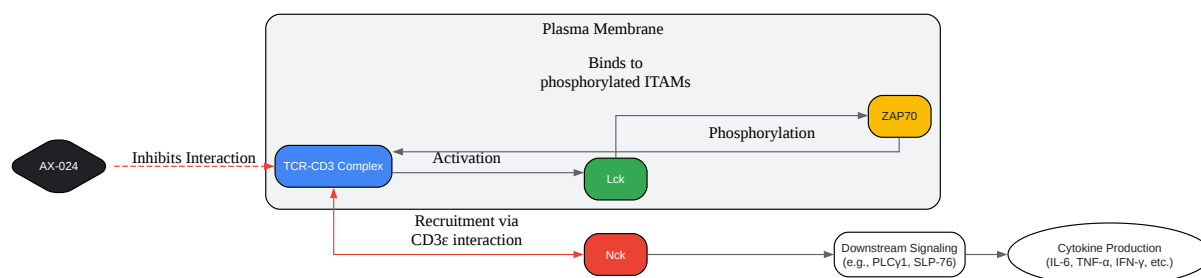 Plasma Membrane
Binds to
phosphorylated ITAMs
ZAP70
Phosphorylation
AX-024
Inhibits Interaction
TCR-CD3 Complex
Activation
Lck
Recruitment via
CD3ε interaction
Nck
Downstream Signaling
(e.g., PLCγ1, SLP-76)
Cytokine Production
(IL-6, TNF-α, IFN-γ, etc.)